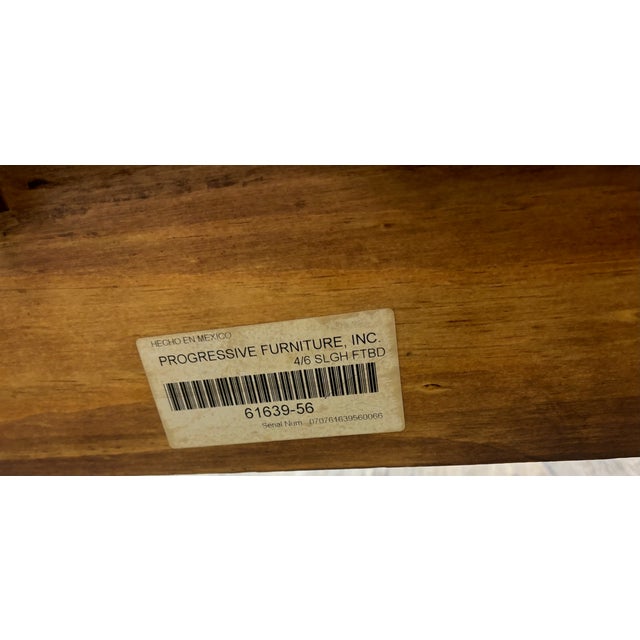 HECHO EN MEXICO
PROGRESSIVE FURNITURE, INC.
4/6 SLGH FTBD
61639-56
Serial Num. 070761639560066